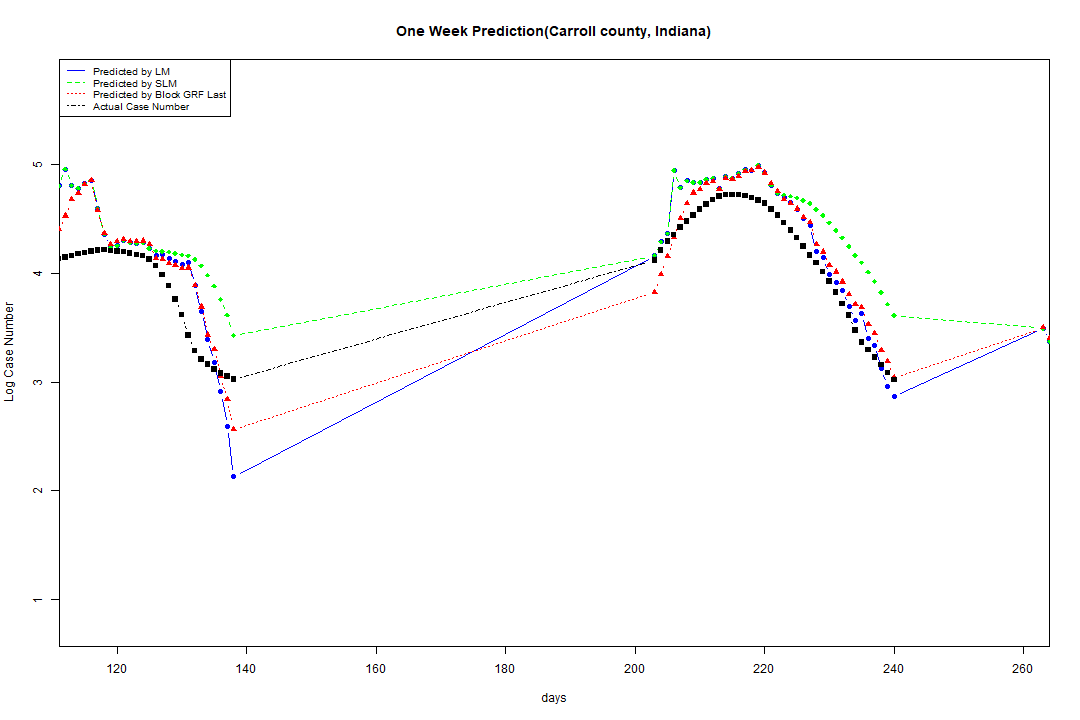 One Week Prediction(Carroll county, Indiana)
Predicted by LM
Predicted by SLM
Predicted by Block GRF Last
Actual Case Number
5
4
3
2
1
Log Case Number
120 140 160 180 200 220 240 260
days